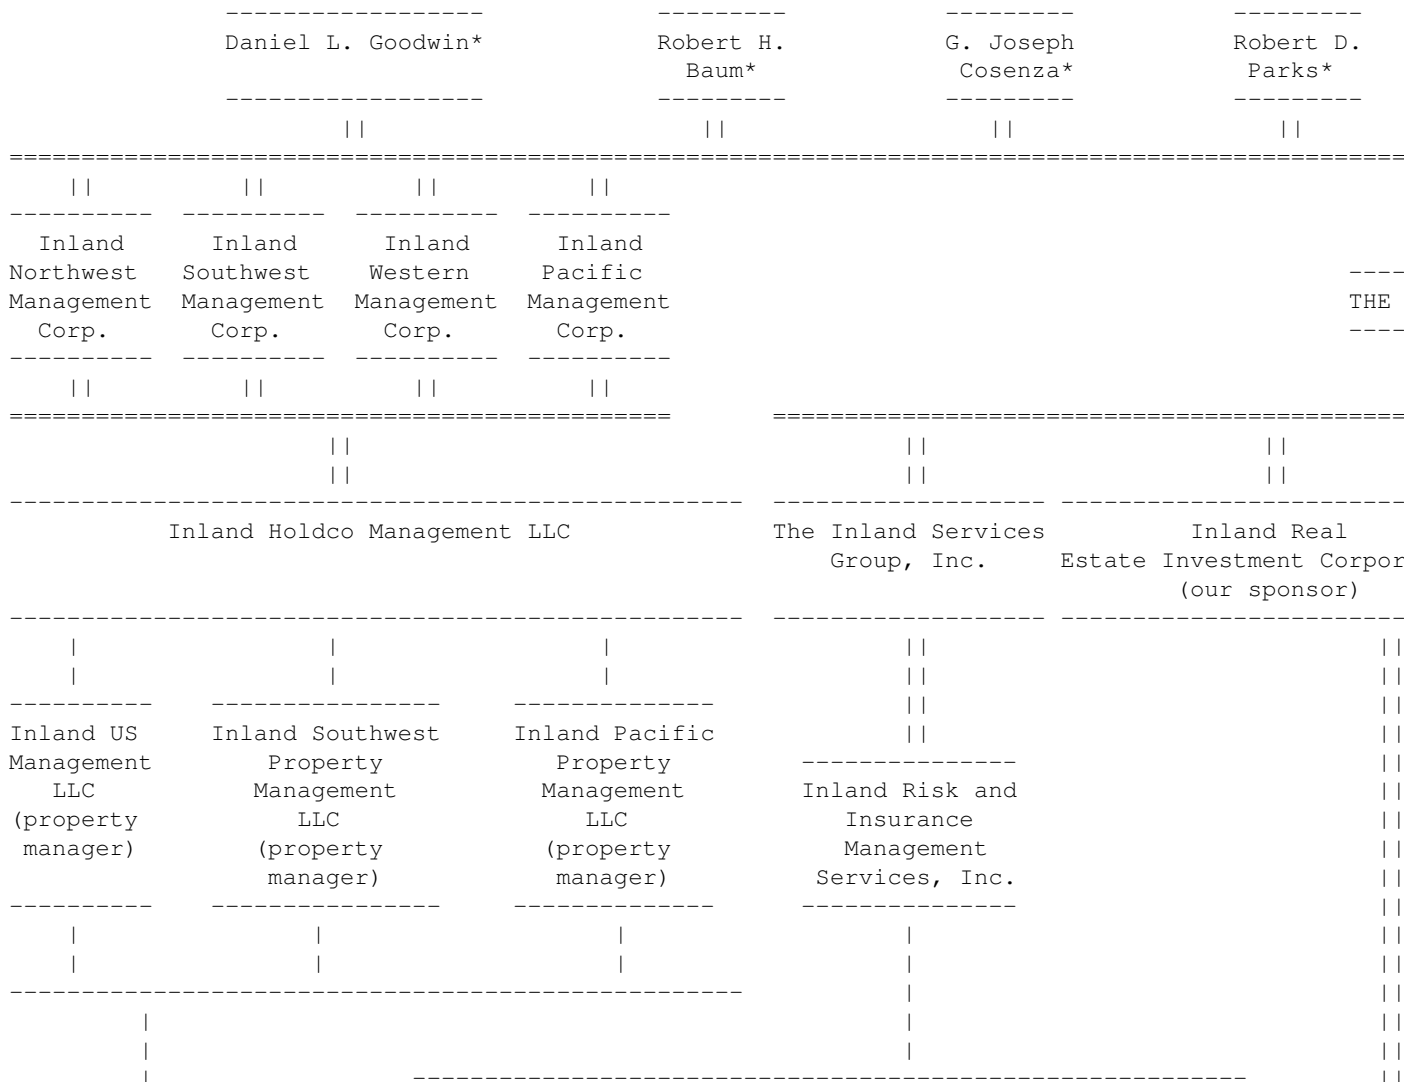 Daniel L. Goodwin* Robert H. G. Joseph Robert D.
Baum* Cosenza* Parks*
Inland Inland Inland Inland
Northwest Southwest Western Pacific
Management Management Management Management THE
Corp. Corp. Corp. Corp.
Inland Holdco Management LLC The Inland Services Inland Real
Group, Inc. Estate Investment Corpor
(our sponsor)
Inland US Inland Southwest Inland Pacific
Management Property Property
LLC Management Management Inland Risk and
(property LLC LLC Insurance
manager) (property (property Management
manager) manager) Services, Inc.